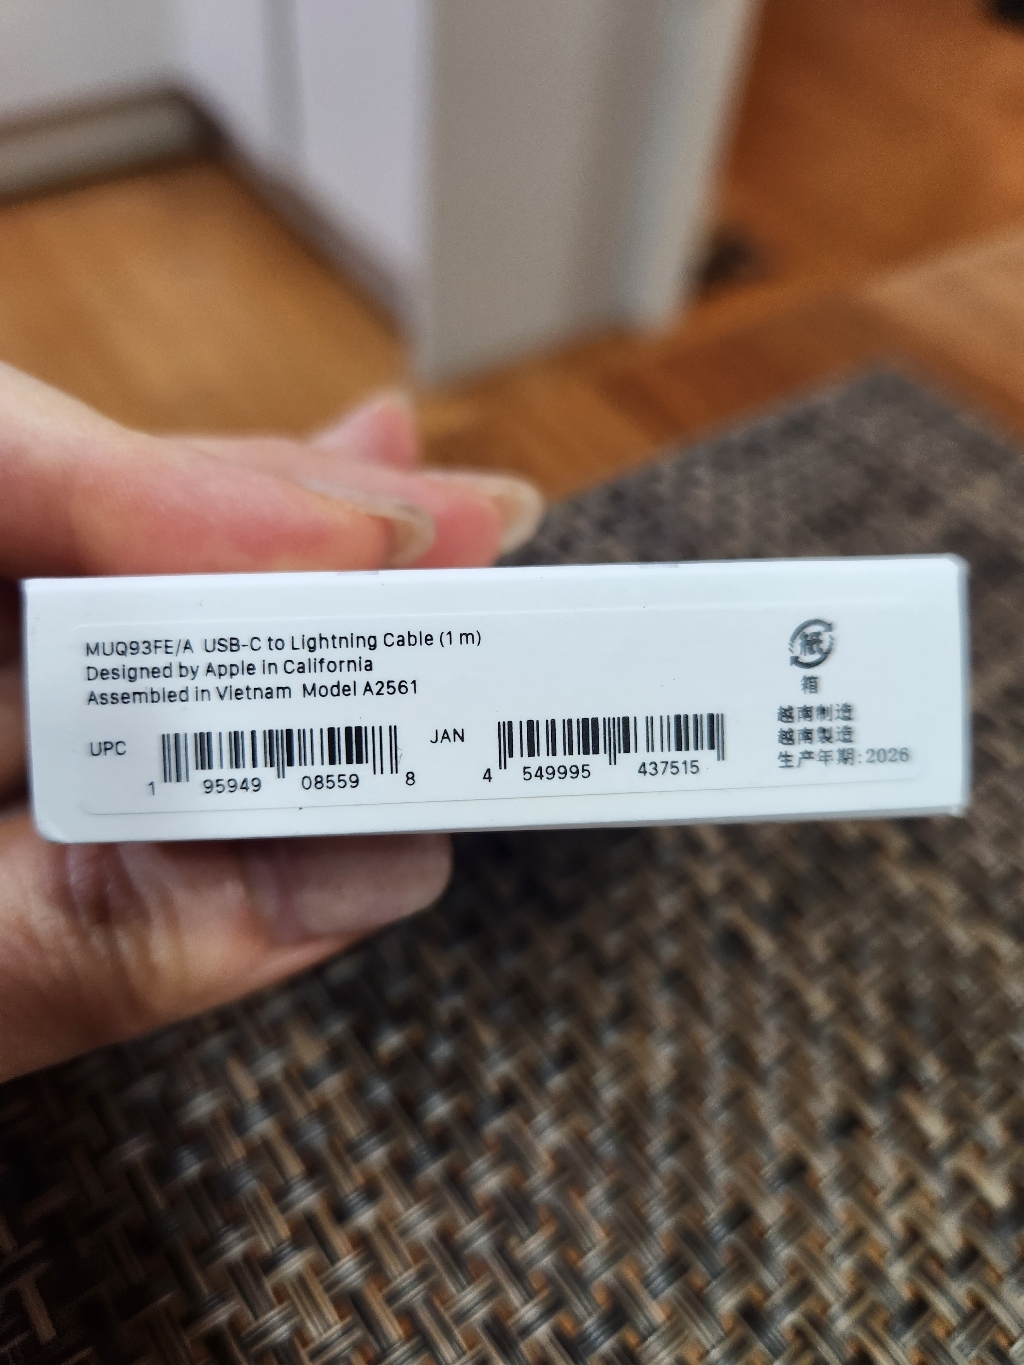 MUQ93FE/A USB-C to Lightning Cable (1 m)
Designed by Apple in California
Assembled in Vietnam Model A2561
UPC
1 95949 08559 8
JAN
4 549995 437515
紙
箱
越南制造
越南製造
生产年期:2026